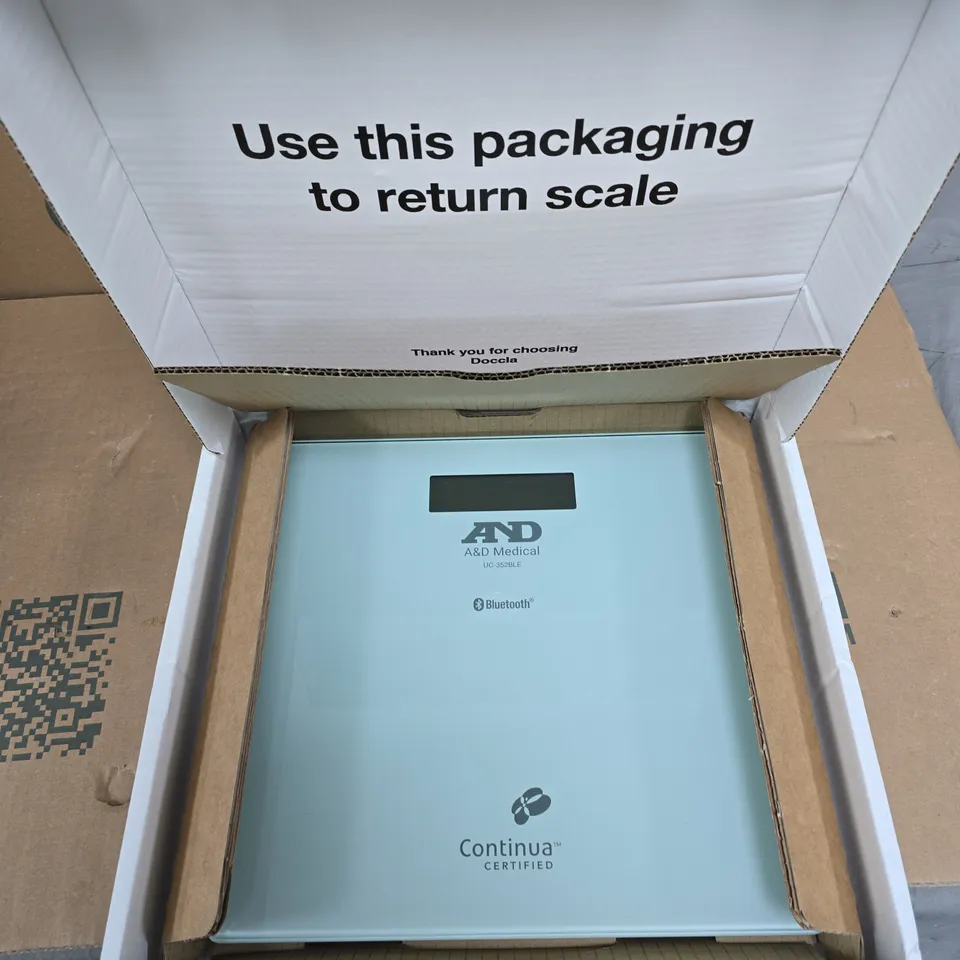 Use this packaging
to return scale
Thank you for choosing
Doccla
AND
A&D Medical
UC-352BLE
Bluetooth®
Continua™
CERTIFIED